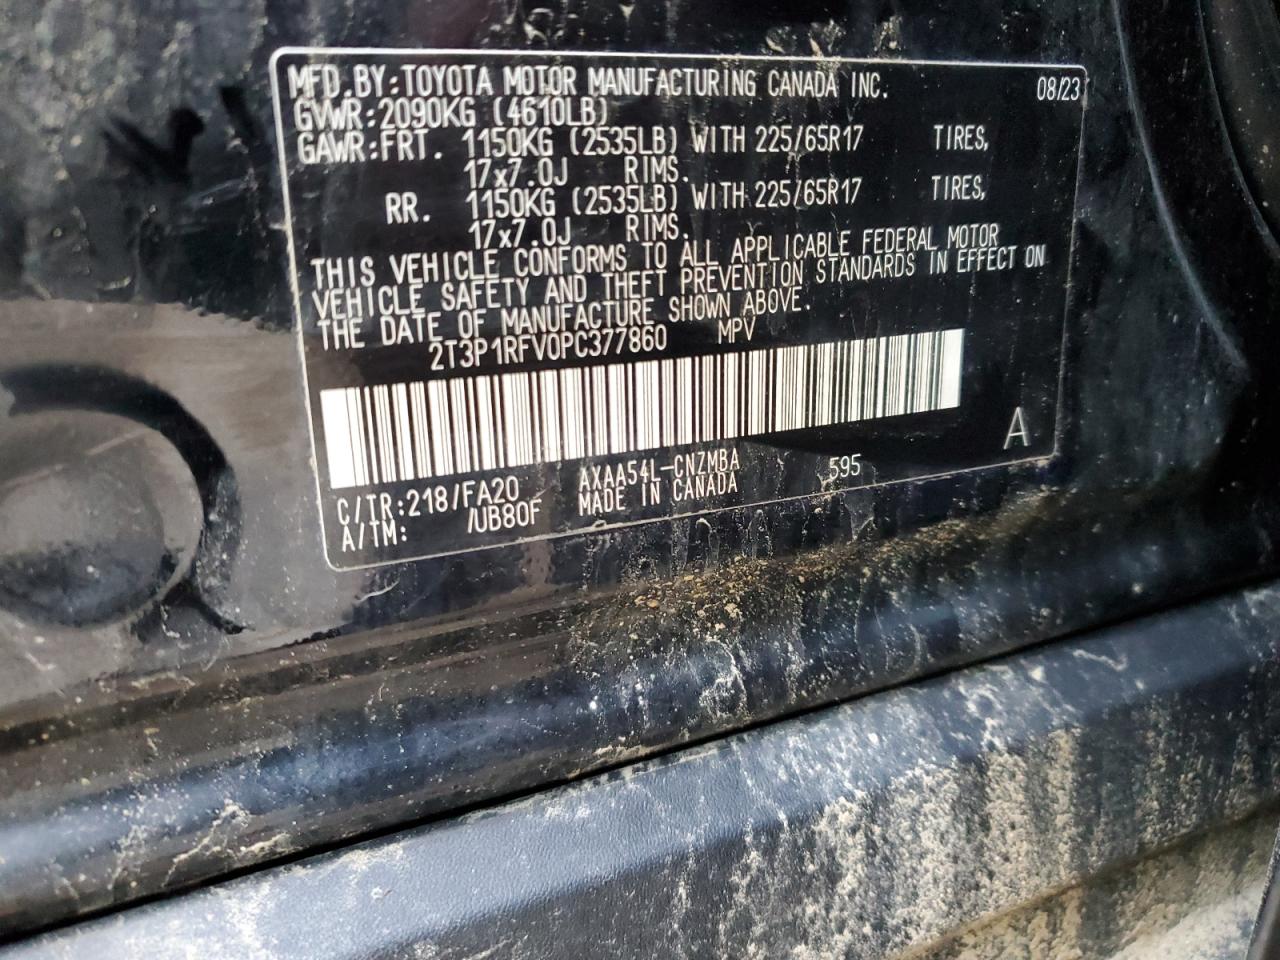 MFD.BY:TOYOTA MOTOR MANUFACTURING CANADA INC. 08/23
GVWR:2090KG (4610LB)
GAWR:FRT. 1150KG (2535LB) WITH 225/65R17 TIRES,
17x7.0J RIMS.
RR. 1150KG (2535LB) WITH 225/65R17 TIRES,
17x7.0J RIMS.
THIS VEHICLE CONFORMS TO ALL APPLICABLE FEDERAL MOTOR
VEHICLE SAFETY AND THEFT PREVENTION STANDARDS IN EFFECT ON
THE DATE OF MANUFACTURE SHOWN ABOVE.
2T3P1RFV0PC377860 MPV
A
C/TR:218/FA20 AXAA54L-CNZMBA 595
A/TM: /UB80F MADE IN CANADA